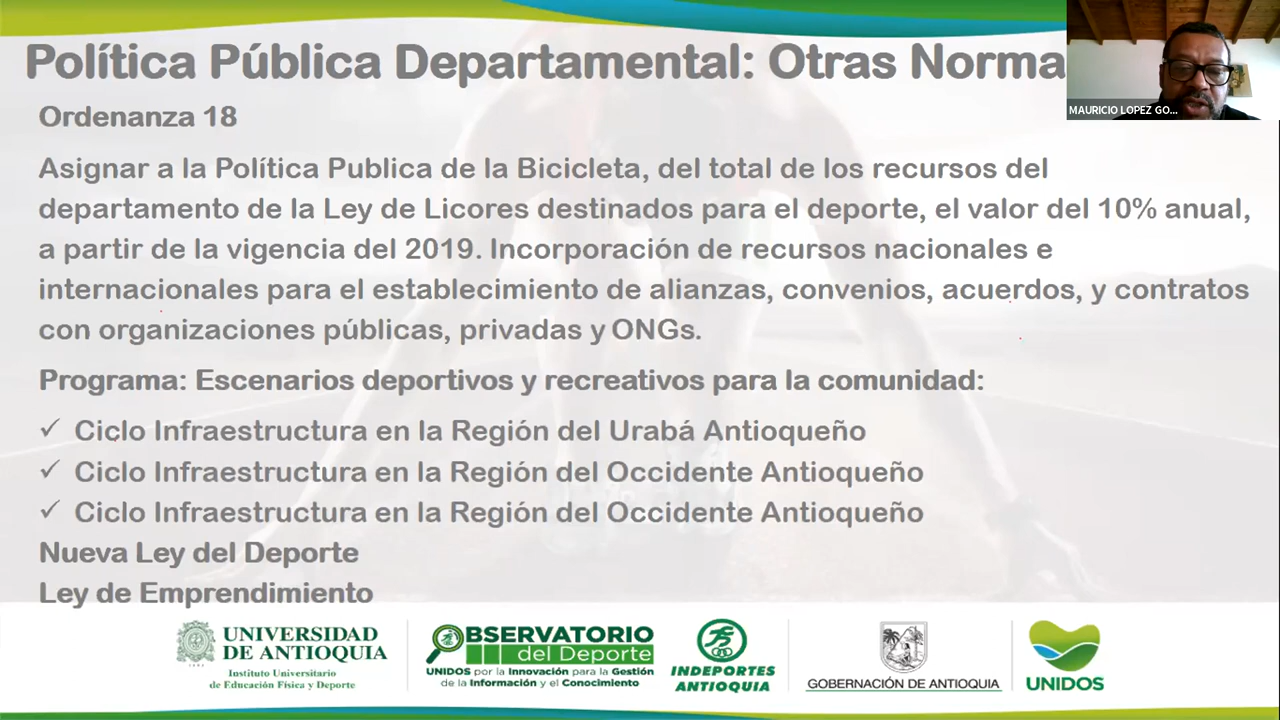 Política Pública Departamental: Otras Norma
MAURICIO LOPEZ GO...
Ordenanza 18
Asignar a la Política Publica de la Bicicleta, del total de los recursos del
departamento de la Ley de Licores destinados para el deporte, el valor del 10% anual,
a partir de la vigencia del 2019. Incorporación de recursos nacionales e
internacionales para el establecimiento de alianzas, convenios, acuerdos, y contratos
con organizaciones públicas, privadas y ONGs.
Programa: Escenarios deportivos y recreativos para la comunidad:
✓ Ciclo Infraestructura en la Región del Urabá Antioqueño
✓ Ciclo Infraestructura en la Región del Occidente Antioqueño
✓ Ciclo Infraestructura en la Región del Occidente Antioqueño
Nueva Ley del Deporte
Ley de Emprendimiento
UNIVERSIDAD
DE ANTIOQUIA
Instituto Universitario
de Educación Física y Deporte
OBSERVATORIO
del Deporte
UNIDOS por la Innovación para la Gestión
de la Información y el Conocimiento
INDEPORTES
ANTIOQUIA
GOBERNACIÓN DE ANTIOQUIA
UNIDOS